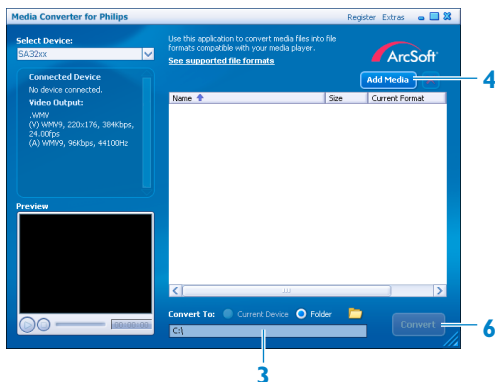 Media Converter for Philips
Register Extras
Select Device:
SA32xx
Use this application to convert media files into file
formats compatible with your media player.
See supported file formats
ArcSoft
Connected Device
No device connected.
Video Output:
.WMV
(V) WMV9, 220x176, 384Kbps,
24.00fps
(A) WMV9, 96Kbps, 44100Hz
Add Media
4
Name Size Current Format
Preview
00:00:00
Convert To: Current Device Folder
C:\
Convert
6
3